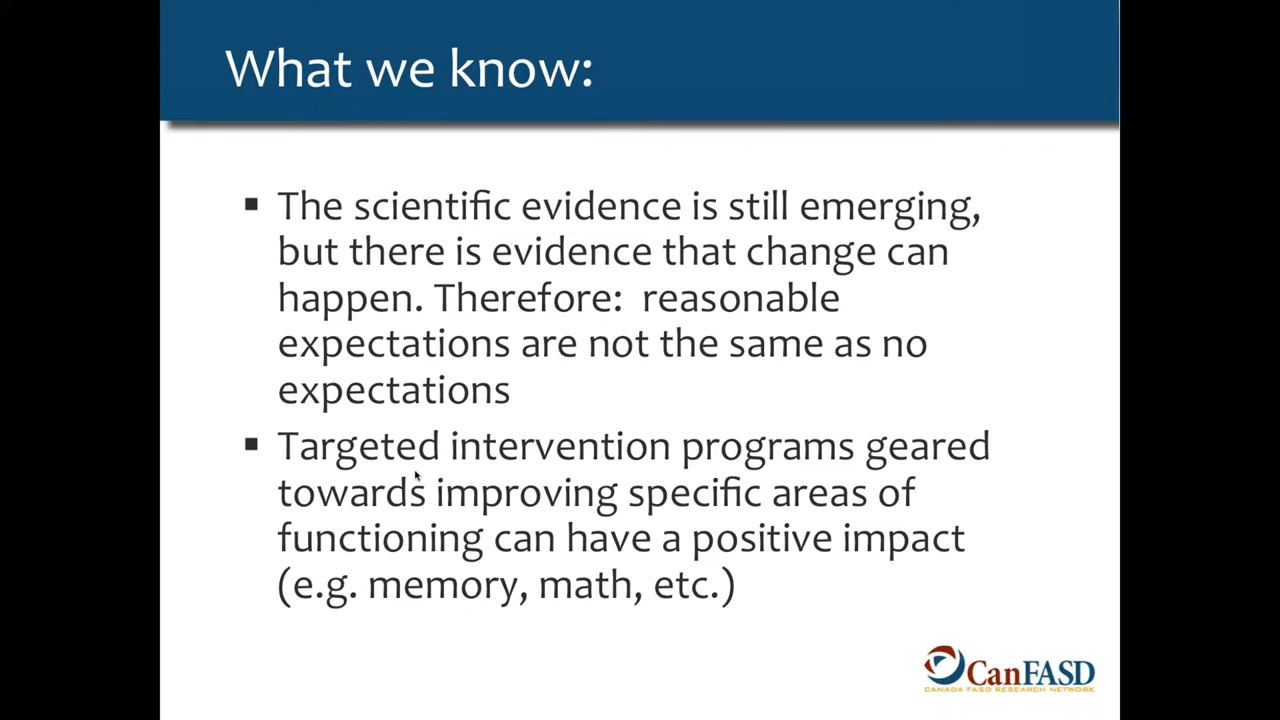 What we know:
▪ The scientific evidence is still emerging,
but there is evidence that change can
happen. Therefore:  reasonable
expectations are not the same as no
expectations
▪ Targeted intervention programs geared
towards improving specific areas of
functioning can have a positive impact
(e.g. memory, math, etc.)
CanFASD
CANADA FASD RESEARCH NETWORK